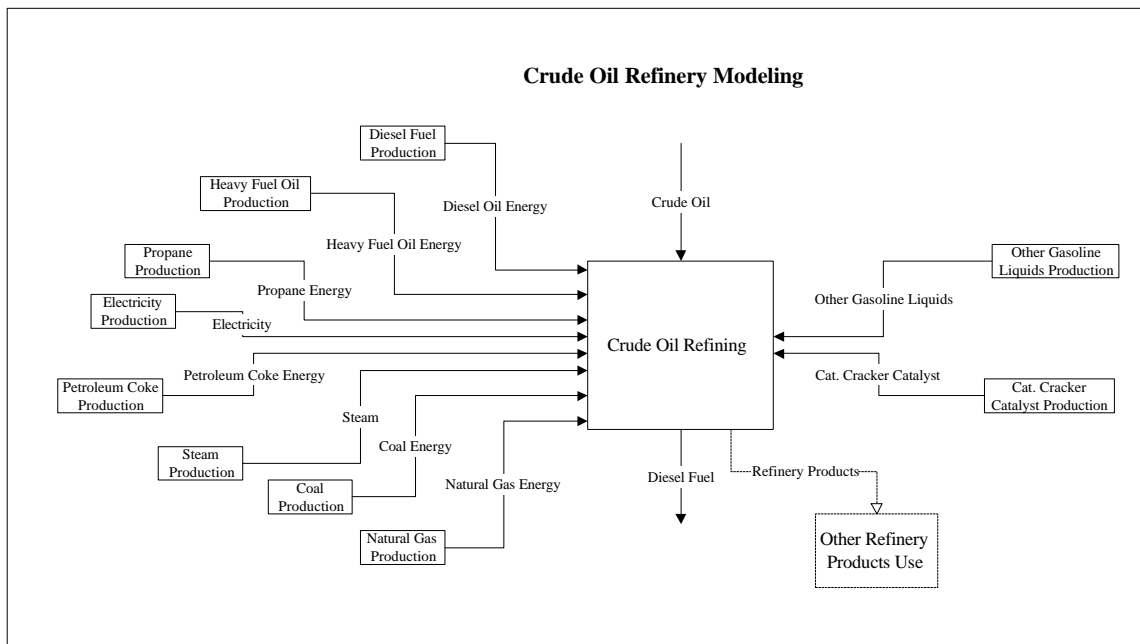 Crude Oil Refinery Modeling
Diesel Fuel
Production
Heavy Fuel Oil
Production
Diesel Oil Energy
Crude Oil
Heavy Fuel Oil Energy
Propane
Production
Propane Energy
Other Gasoline
Liquids Production
Electricity
Production
Electricity
Other Gasoline Liquids
Crude Oil Refining
Petroleum Coke Energy
Petroleum Coke
Production
Cat. Cracker Catalyst
Cat. Cracker
Catalyst Production
Steam
Steam
Production
Coal Energy
Coal
Production
Natural Gas Energy
Natural Gas
Production
Diesel Fuel
Refinery Products
Other Refinery
Products Use